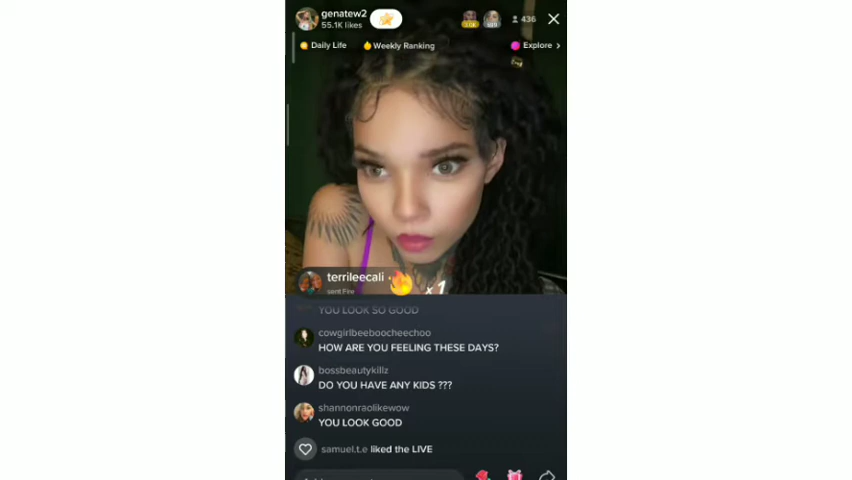 genatew2
55.1K likes
436
Daily Life
Weekly Ranking
Explore >
terrileecali
sent Fire
x 1
YOU LOOK SO GOOD
cowgirlbeeboocheechoo
HOW ARE YOU FEELING THESE DAYS?
bossbeautykillz
DO YOU HAVE ANY KIDS ???
shannonraolikewow
YOU LOOK GOOD
samuel.t.e liked the LIVE